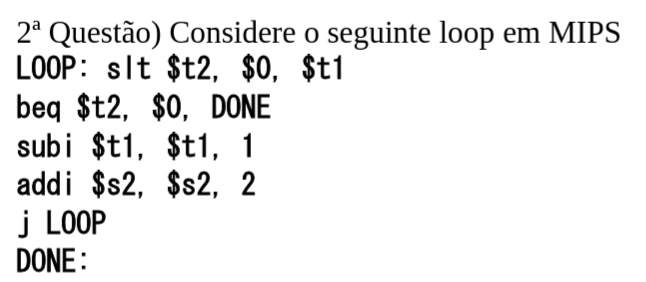 2ª Questão) Considere o seguinte loop em MIPS
LOOP: slt $t2, $0, $t1
beq $t2, $0, DONE
subi $t1, $t1, 1
addi $s2, $s2, 2
j LOOP
DONE: